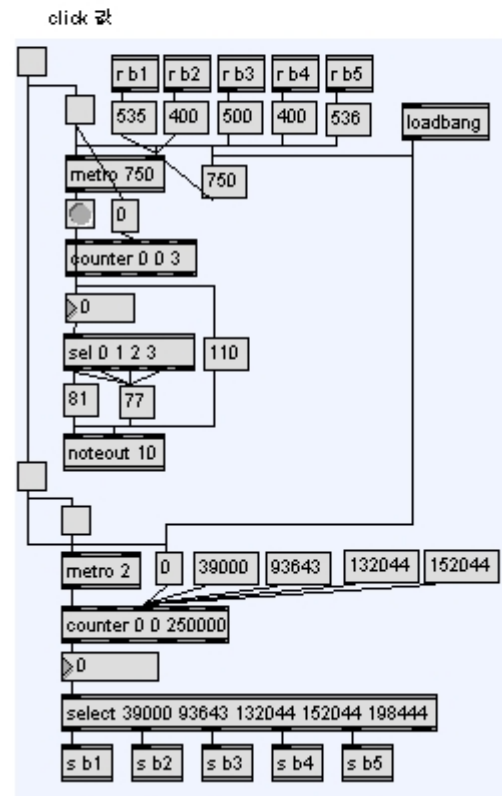 click 값
r b1 r b2 r b3 r b4 r b5
535 400 500 400 536
loadbang
metro 750
750
0
counter 0 0 3
0
sel 0 1 2 3
110
81 77
noteout 10
metro 2
0 39000 93643 132044 152044
counter 0 0 250000
0
select 39000 93643 132044 152044 198444
s b1 s b2 s b3 s b4 s b5